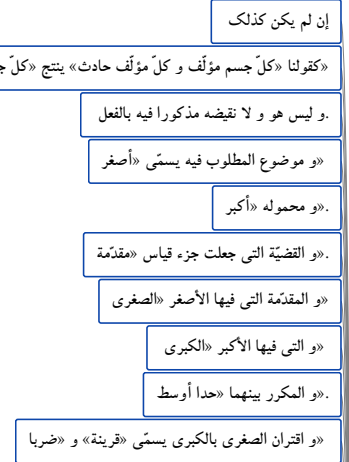 إن لم يكن كذلک
«كقولنا «كلّ جسم مؤلّف و كلّ مؤلّف حادث» ينتج «كلّ
.و ليس هو و لا نقيضه مذكورا فيه بالفعل
«و موضوع المطلوب فيه يسمّى «أصغر
.«و محموله «أكبر
.«و القضيّة التى جعلت جزء قياس «مقدّمة
«و المقدّمة التى فيها الأصغر «الصغرى
«و التى فيها الأكبر «الكبرى
.«و المكرر بينهما «حدا أوسط
«و اقتران الصغرى بالكبرى يسمّى «قرينة» و «ضربا